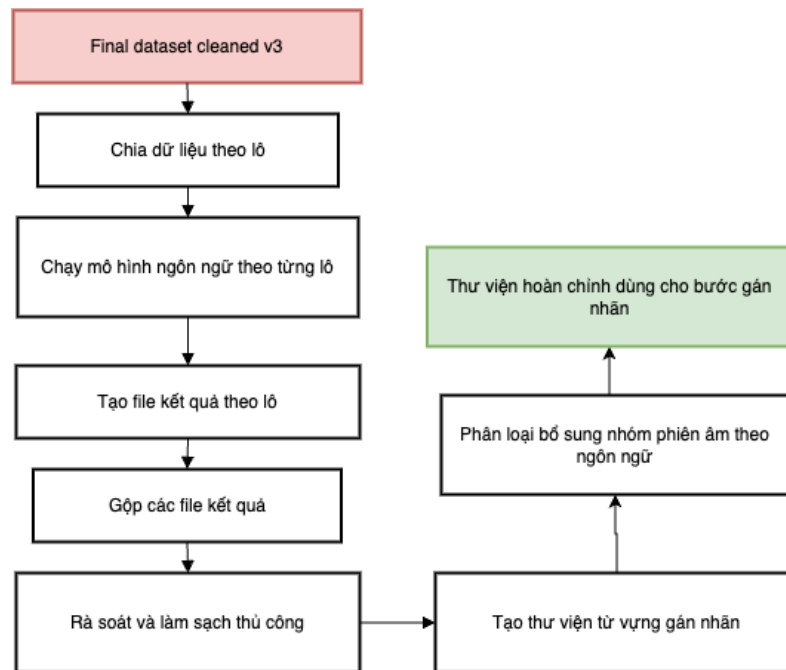 Final dataset cleaned v3
Chia dữ liệu theo lô
Chạy mô hình ngôn ngữ theo từng lô
Tạo file kết quả theo lô
Gộp các file kết quả
Rà soát và làm sạch thủ công
Tạo thư viện từ vựng gán nhãn
Phân loại bổ sung nhóm phiên âm theo
ngôn ngữ
Thư viện hoàn chỉnh dùng cho bước gán
nhãn